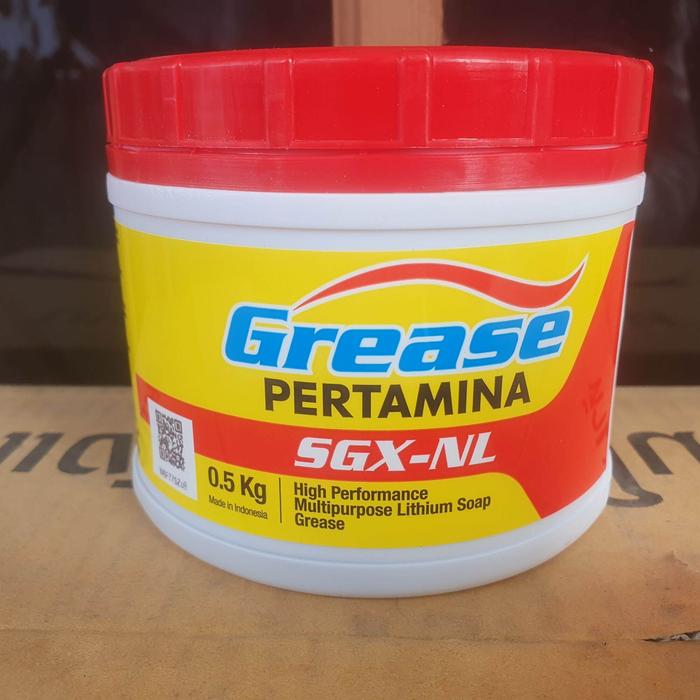 Grease
PERTAMINA
SGX-NL
0.5 Kg
Made in Indonesia
High Performance
Multipurpose Lithium Soap
Grease